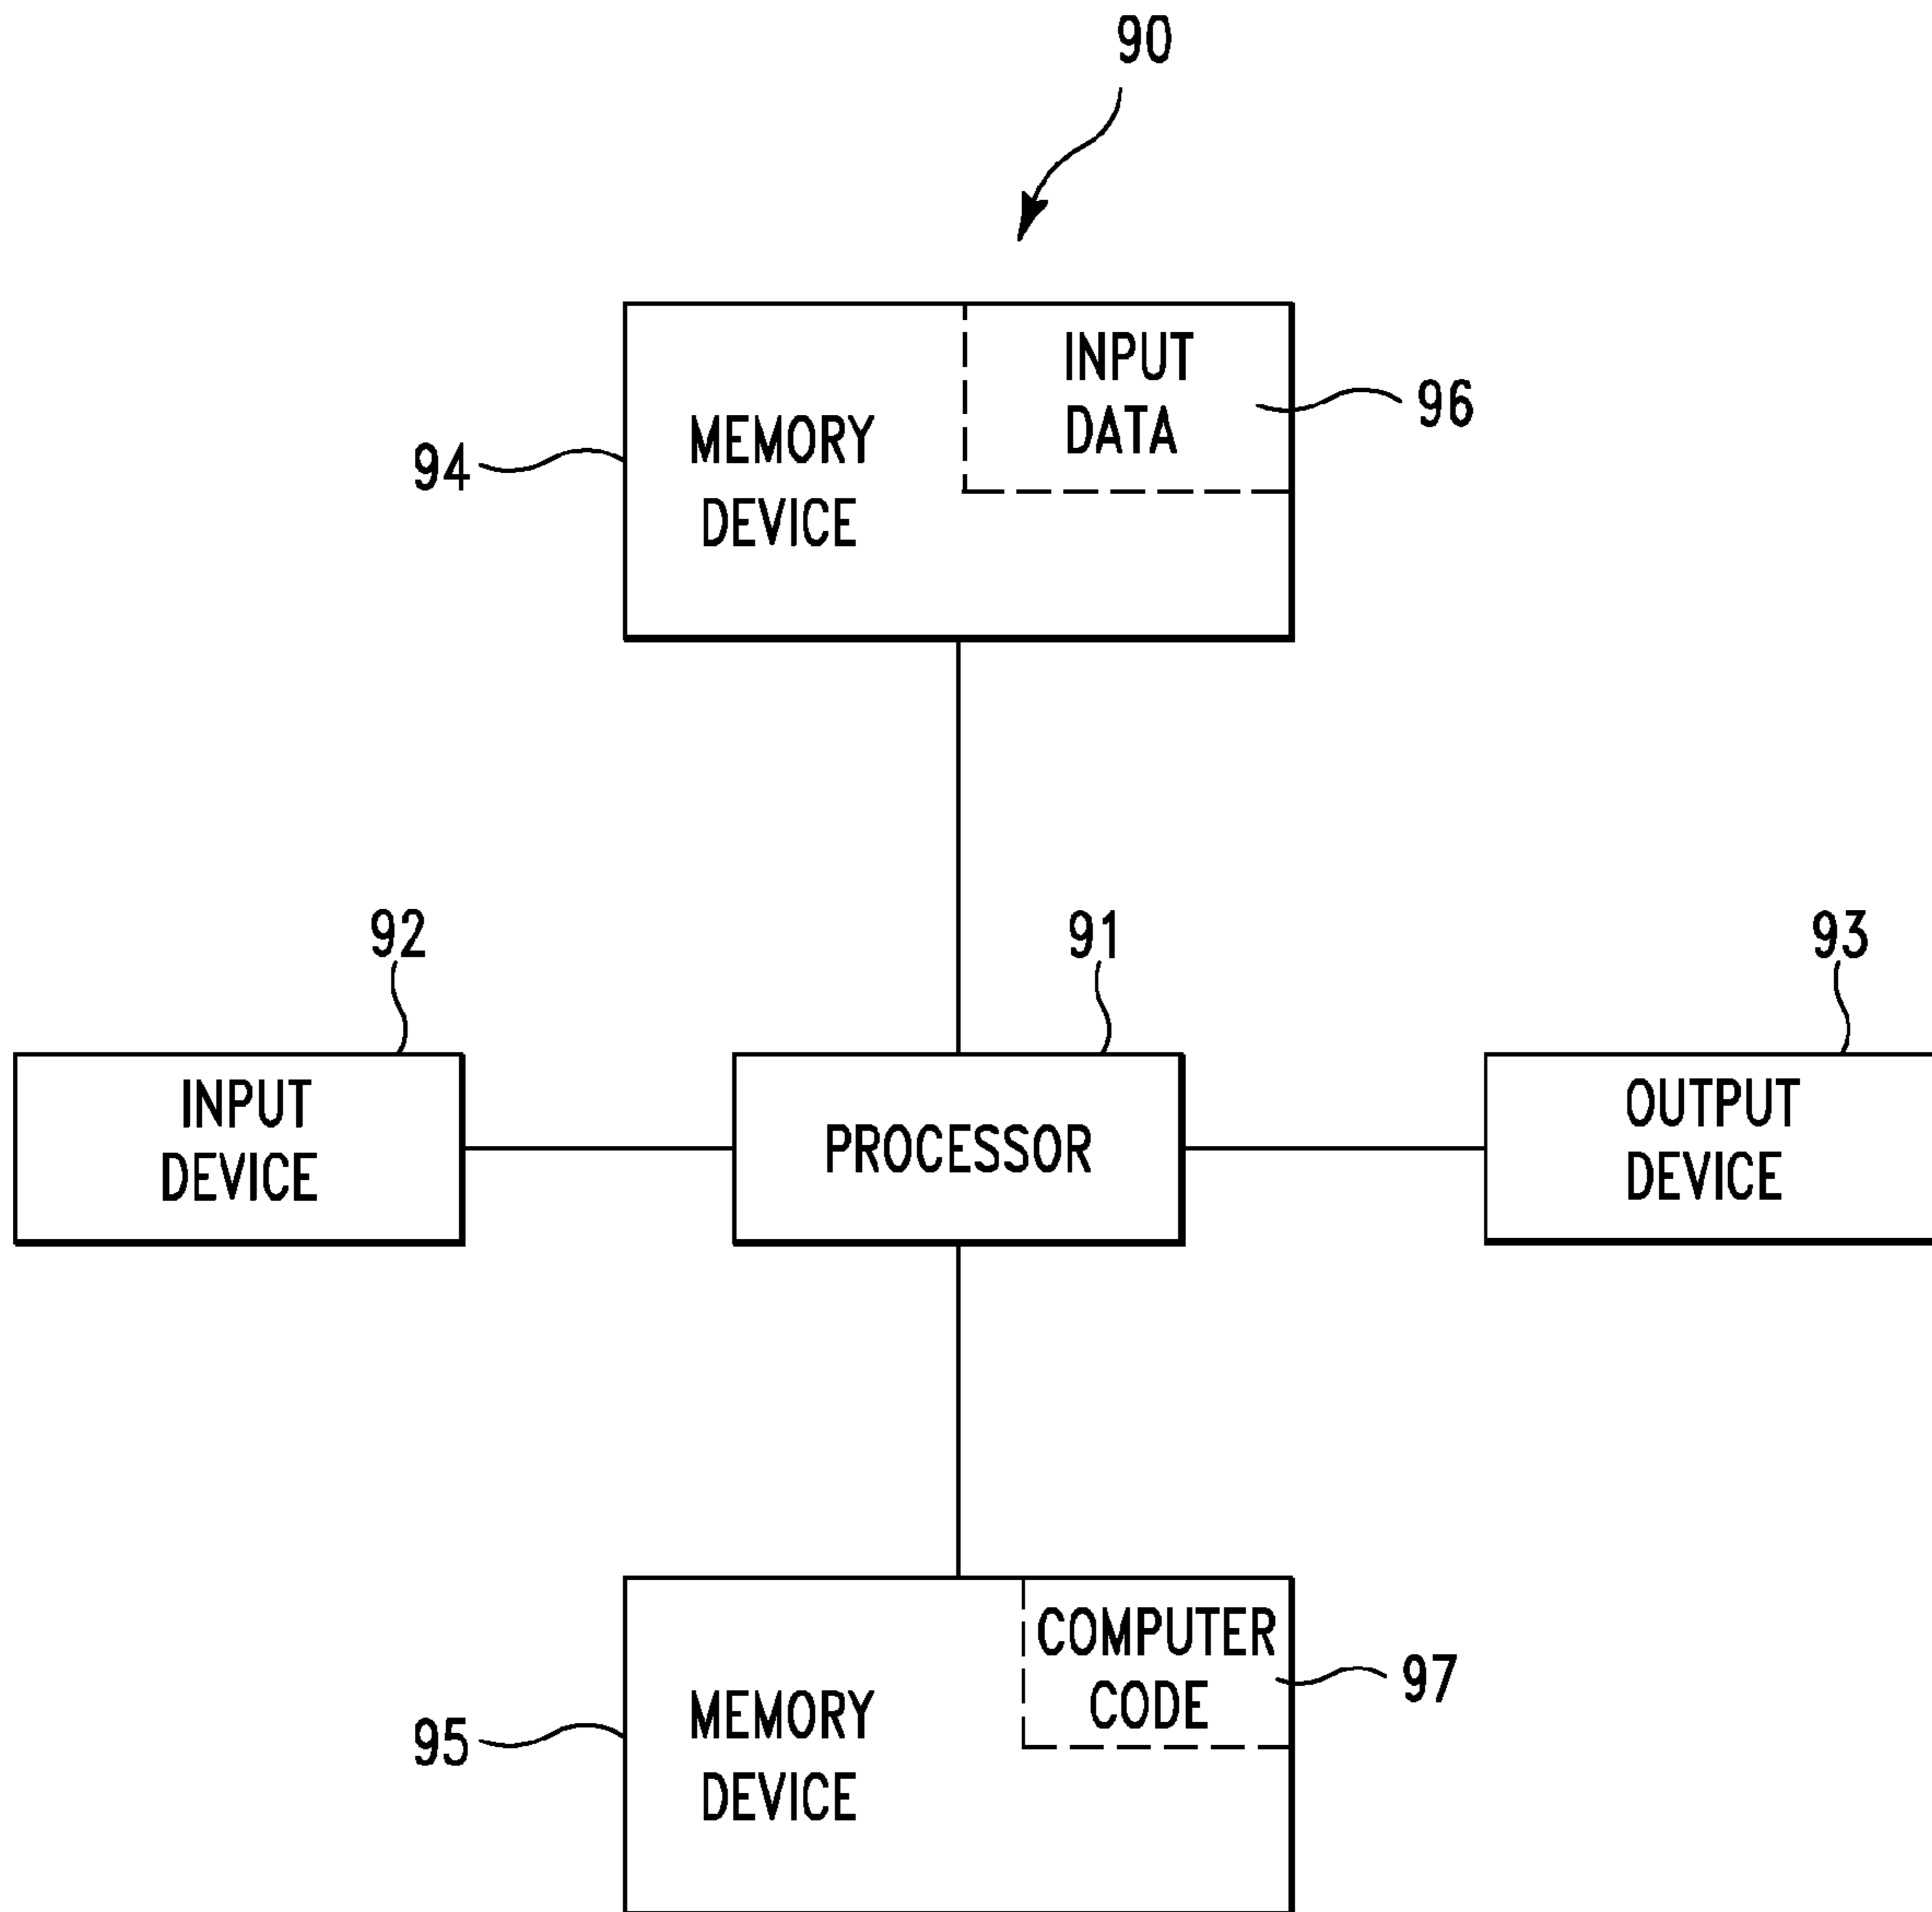 90
INPUT
DATA
96
94
MEMORY
DEVICE
92
91
93
INPUT
DEVICE
PROCESSOR
OUTPUT
DEVICE
COMPUTER
CODE
97
95
MEMORY
DEVICE